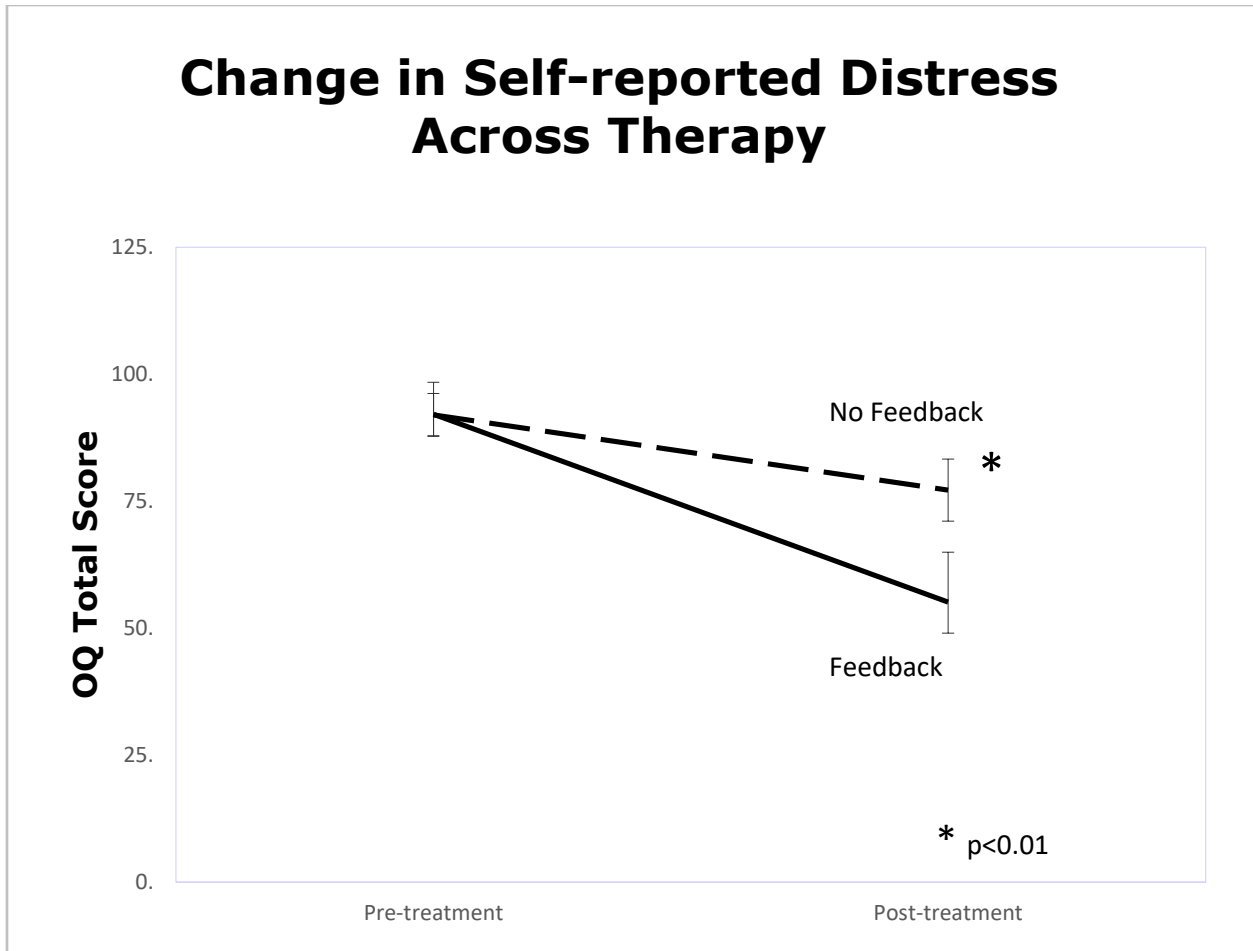 Change in Self-reported Distress
Across Therapy
125.
100.
75.
50.
25.
0.
OQ Total Score
No Feedback
*
Feedback
* p<0.01
Pre-treatment
Post-treatment